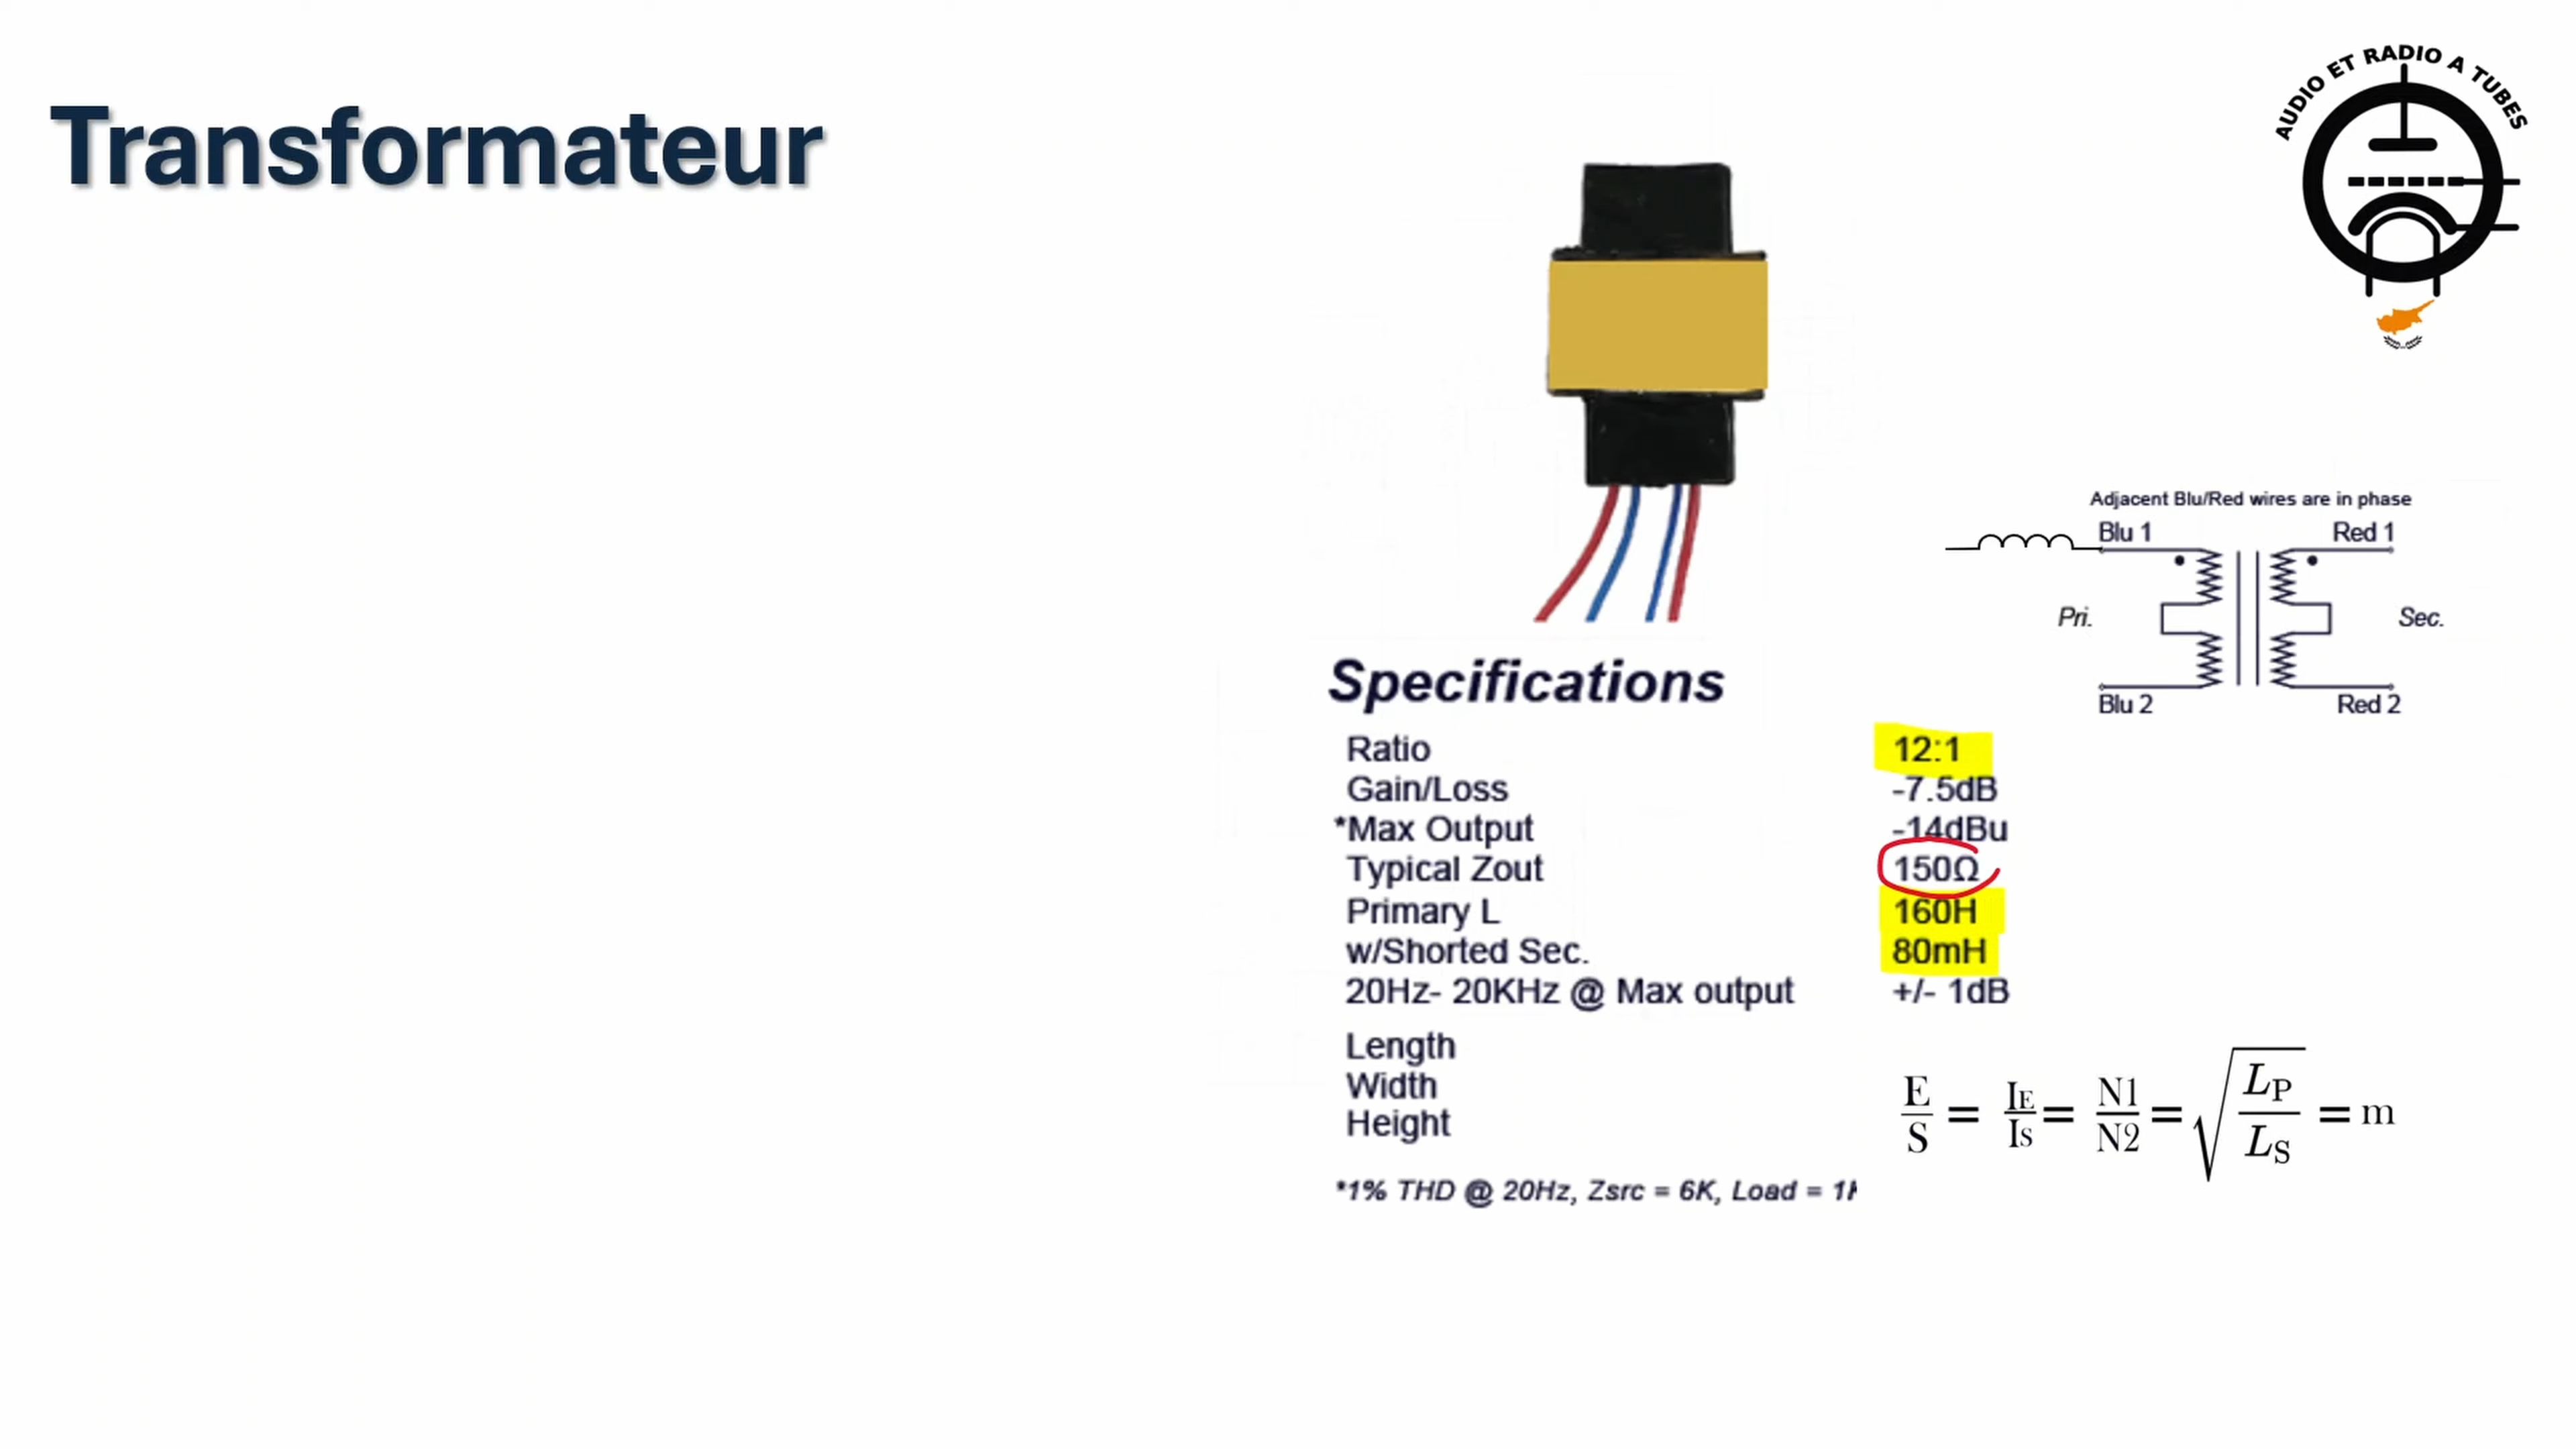 AUDIO ET RADIO A TUBES
Transformateur
Adjacent Blu/Red wires are in phase
Blu 1 Red 1
Pri. Sec.
Blu 2 Red 2
Specifications
Ratio 12:1
Gain/Loss -7.5dB
*Max Output -14dBu
Typical Zout 150Ω
Primary L 160H
w/Shorted Sec. 80mH
20Hz- 20KHz @ Max output +/- 1dB
Length
Width
Height
E/S = IE/IS = N1/N2 = √(LP/LS) = m
*1% THD @ 20Hz, Zsrc = 6K, Load =